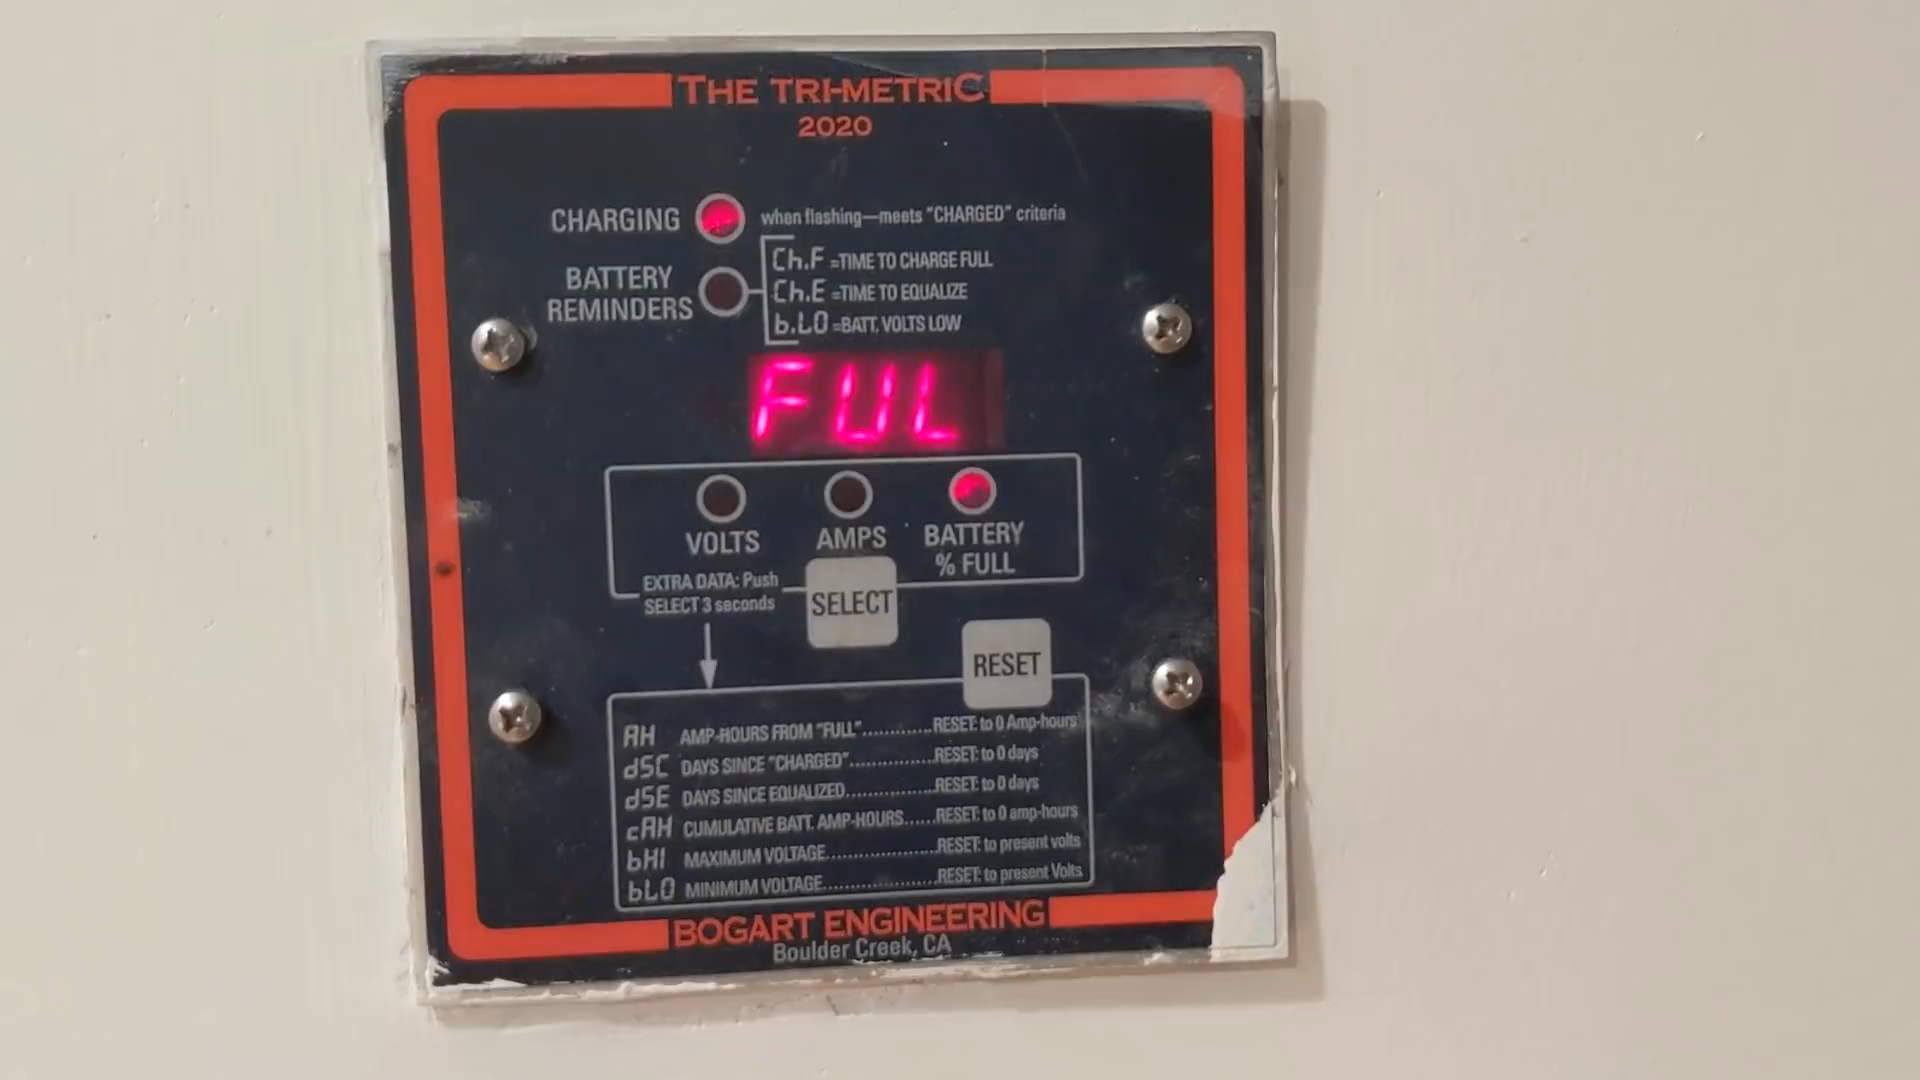 THE TRI-METRIC
2020
CHARGING when flashing—meets "CHARGED" criteria
BATTERY REMINDERS
Ch.F =TIME TO CHARGE FULL
Ch.E =TIME TO EQUALIZE
b.LO =BATT. VOLTS LOW
FUL
VOLTS AMPS BATTERY % FULL
EXTRA DATA: Push
SELECT 3 seconds
SELECT
RESET
AH AMP-HOURS FROM "FULL"..............RESET: to 0 Amp-hours
dSC DAYS SINCE "CHARGED"................RESET: to 0 days
dSE DAYS SINCE EQUALIZED................RESET: to 0 days
cAH CUMULATIVE BATT. AMP-HOURS......RESET: to 0 amp-hours
bHI MAXIMUM VOLTAGE....................RESET: to present volts
bLO MINIMUM VOLTAGE....................RESET: to present Volts
BOGART ENGINEERING
Boulder Creek, CA